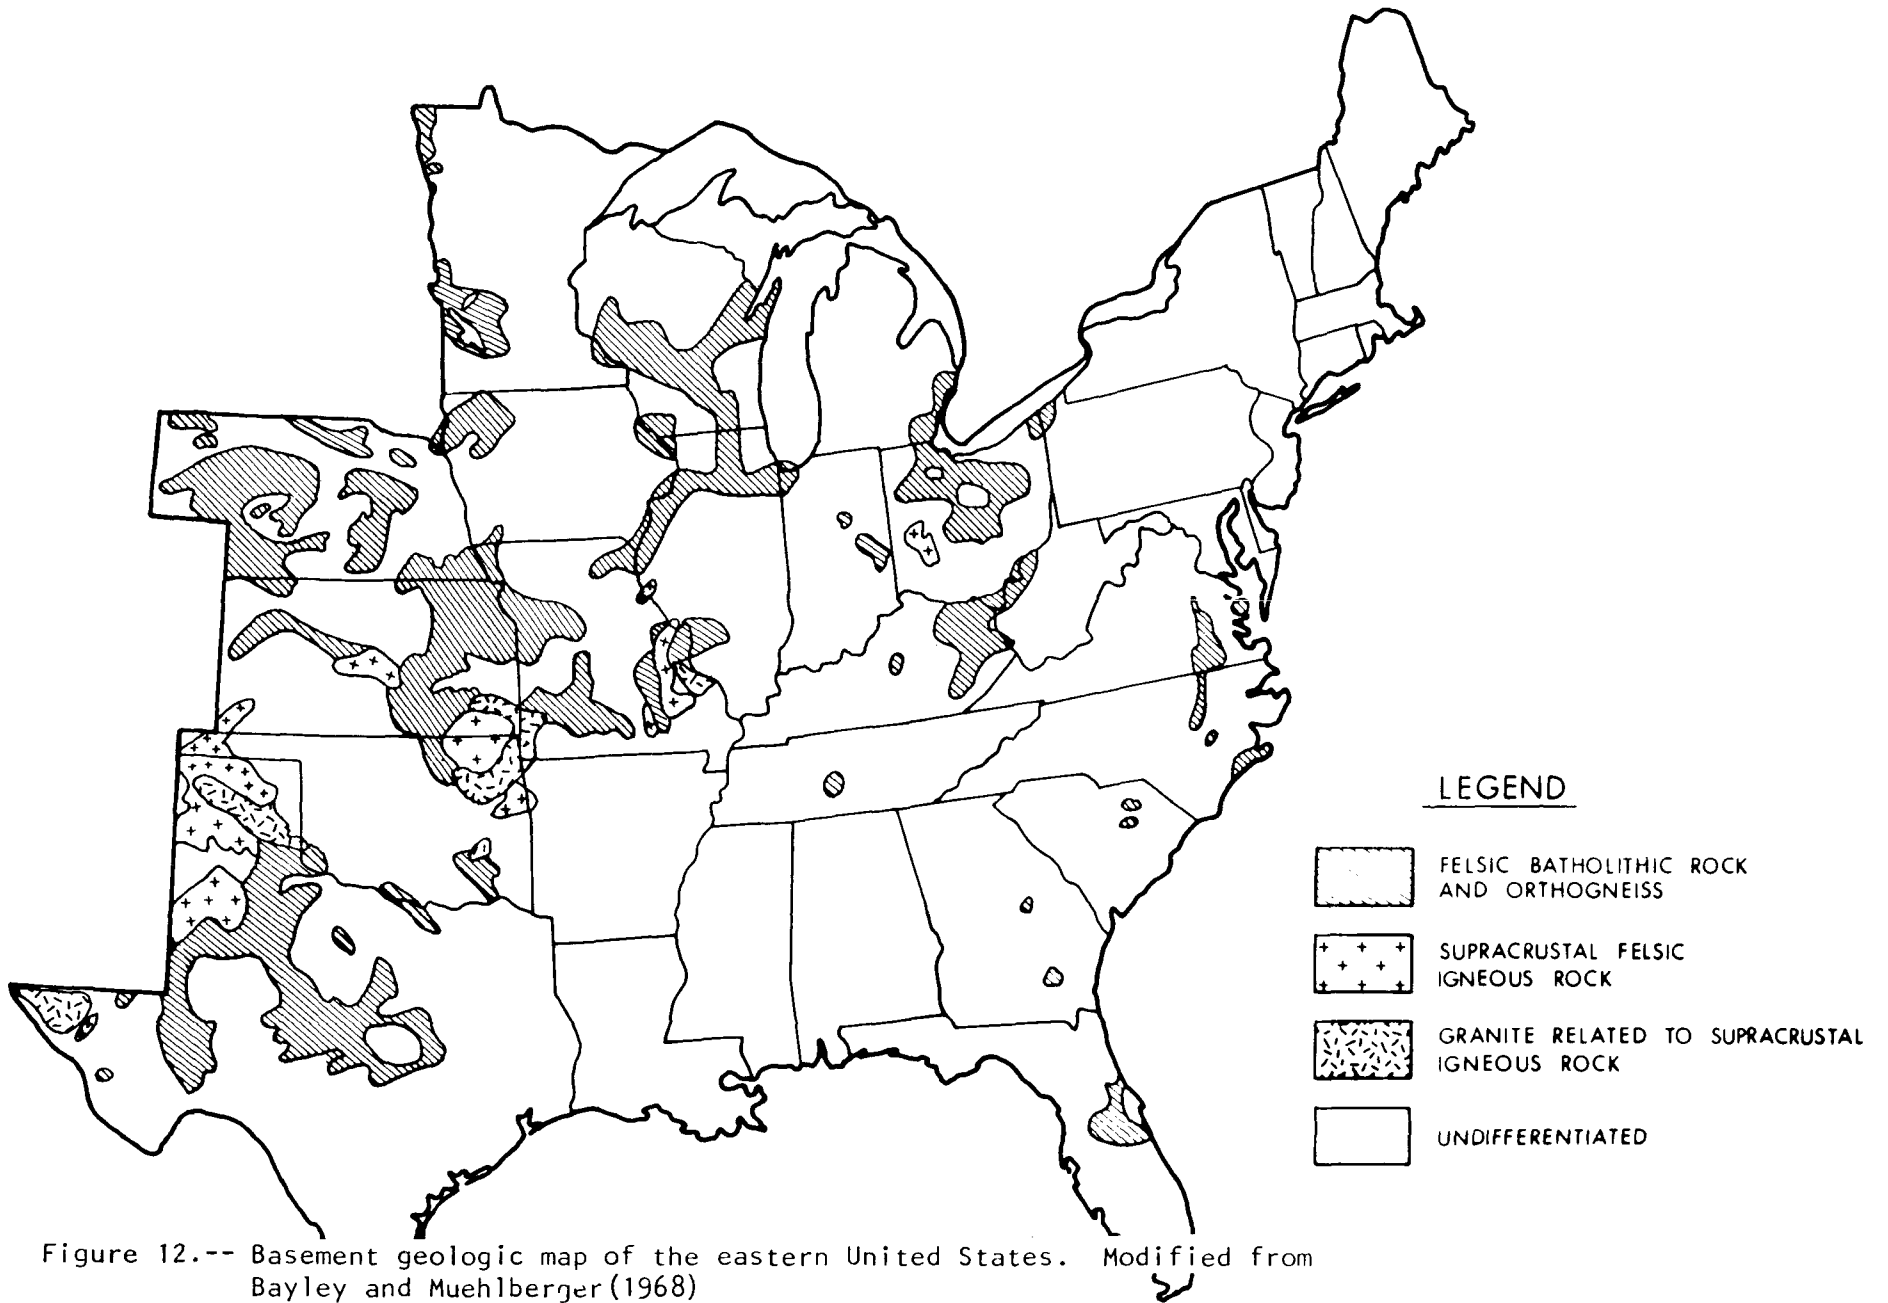 LEGEND
FELSIC BATHOLITHIC ROCK
AND ORTHOGNEISS
SUPRACRUSTAL FELSIC
IGNEOUS ROCK
GRANITE RELATED TO SUPRACRUSTAL
IGNEOUS ROCK
UNDIFFERENTIATED
Figure 12.-- Basement geologic map of the eastern United States. Modified from
Bayley and Muehlberger(1968)